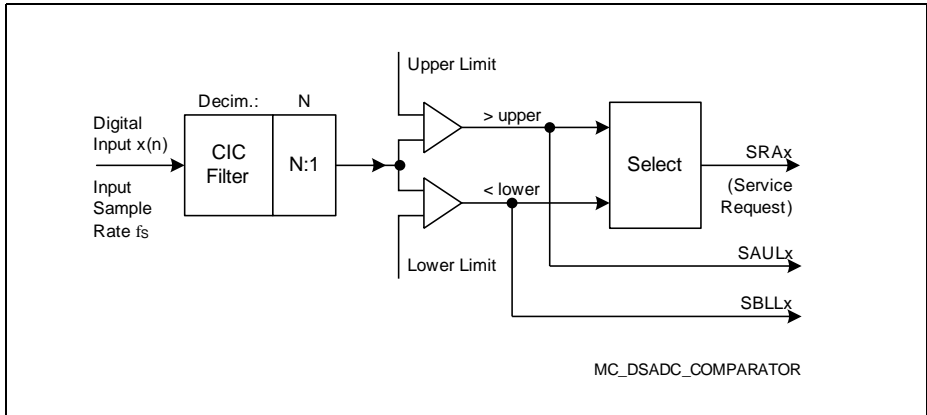 Upper Limit
Decim.: N
Digital
Input x(n)
CIC
Filter
N:1
Input
Sample
Rate fS
> upper
< lower
Select
SRAx
(Service
Request)
SAULx
Lower Limit
SBLLx
MC_DSADC_COMPARATOR